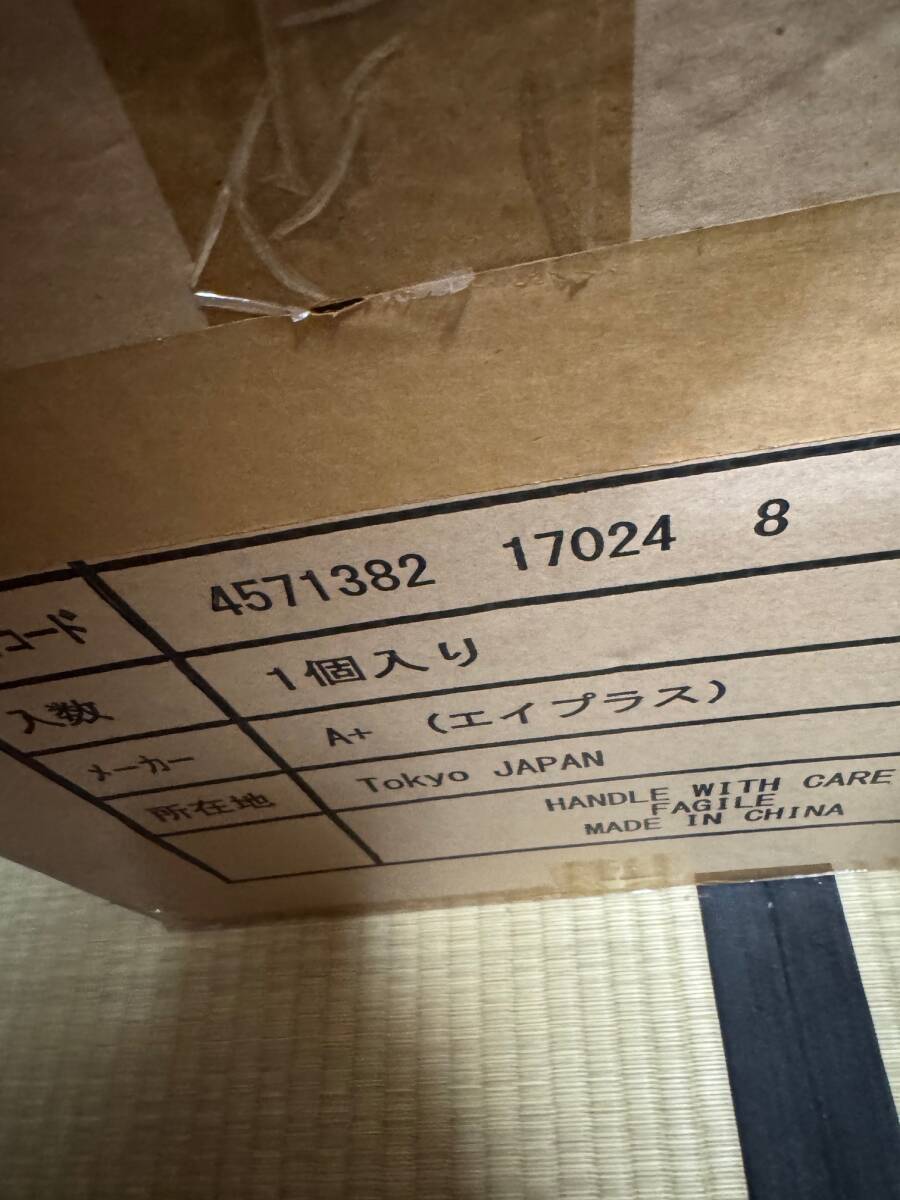 コード 4571382 17024 8
入数 1個入り
メーカー A+ (エイプラス)
所在地 Tokyo JAPAN
HANDLE WITH CARE
FAGILE
MADE IN CHINA